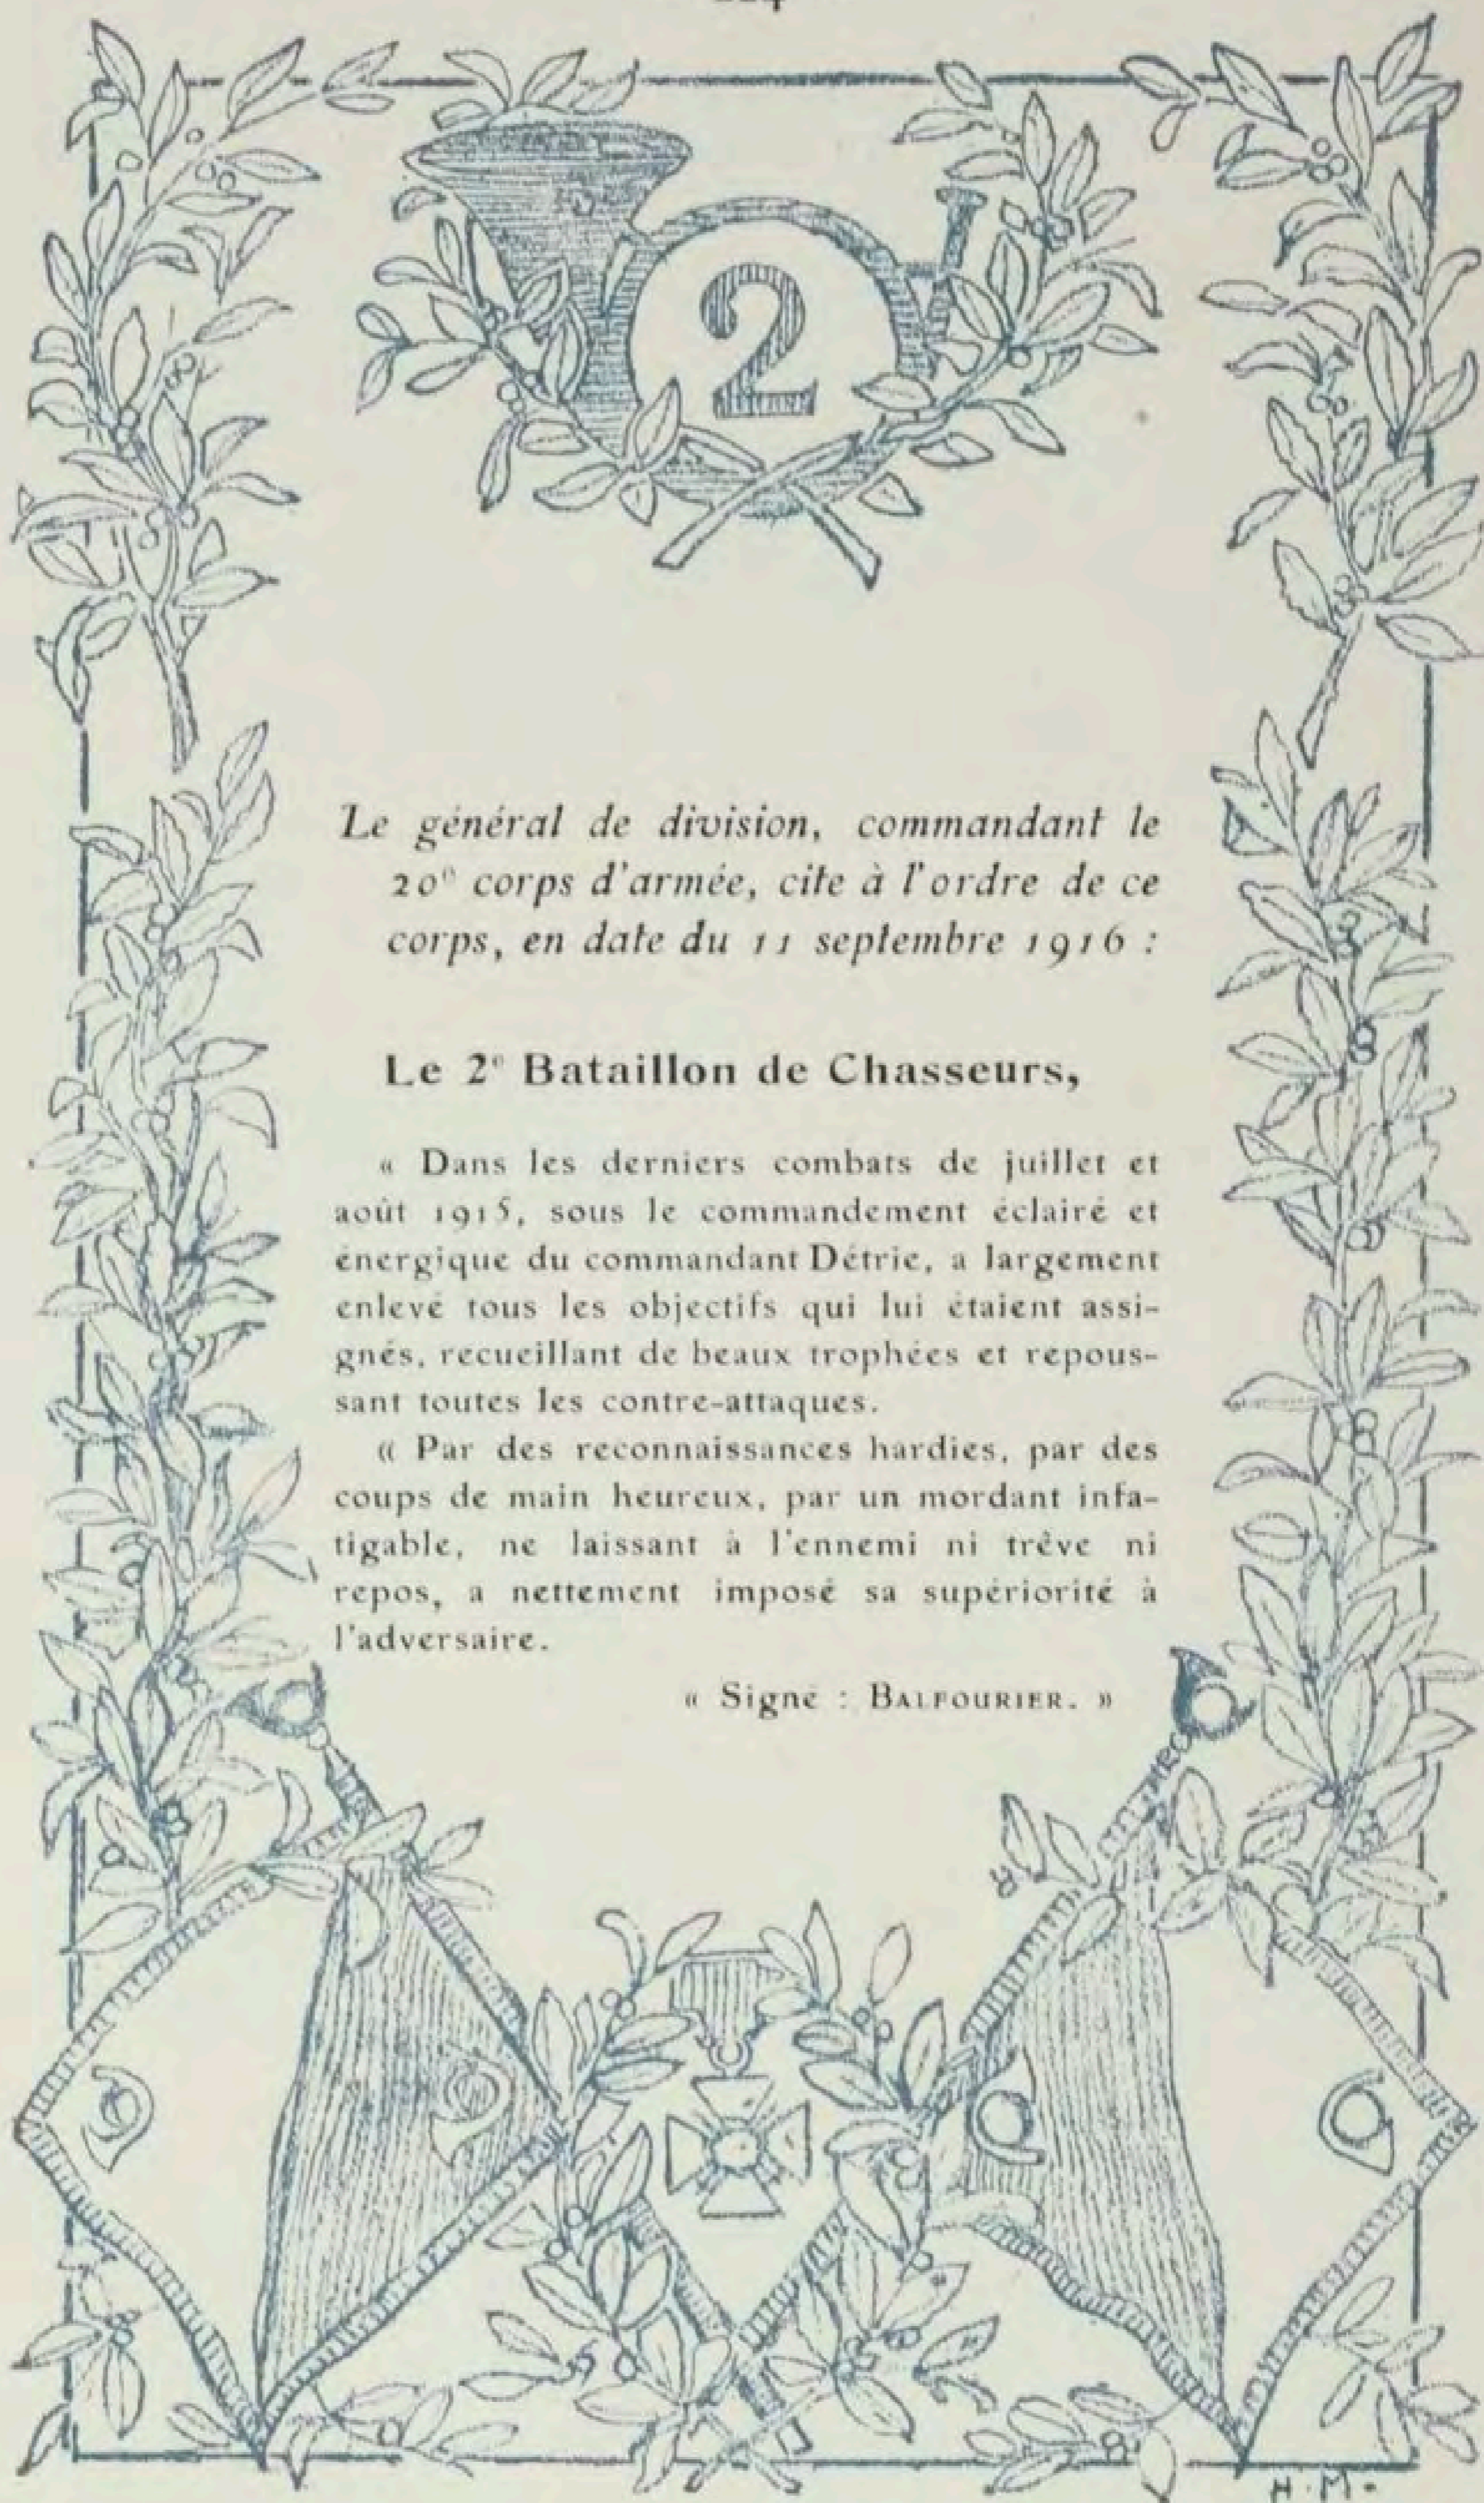 2
Le général de division, commandant le
20e corps d'armée, cite à l'ordre de ce
corps, en date du 11 septembre 1916 :
Le 2e Bataillon de Chasseurs,
« Dans les derniers combats de juillet et
août 1915, sous le commandement éclairé et
énergique du commandant Détrie, a largement
enlevé tous les objectifs qui lui étaient assi-
gnés, recueillant de beaux trophées et repous-
sant toutes les contre-attaques.
« Par des reconnaissances hardies, par des
coups de main heureux, par un mordant infa-
tigable, ne laissant à l'ennemi ni trêve ni
repos, a nettement imposé sa supériorité à
l'adversaire.
« Signé : BALFOURIER. »
H. M.